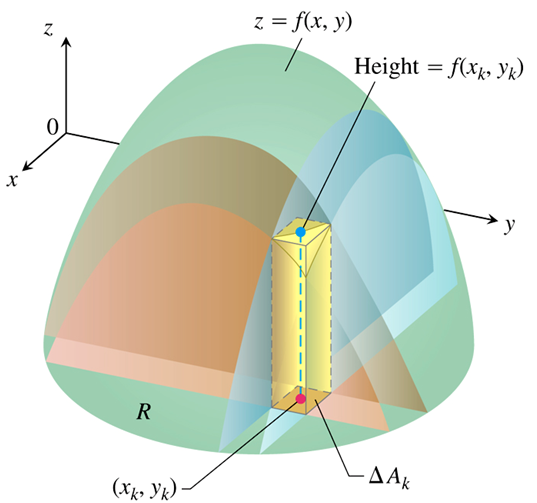 z
z = f(x, y)
Height = f(xₖ, yₖ)
0
x
y
R
(xₖ, yₖ)
ΔAₖ